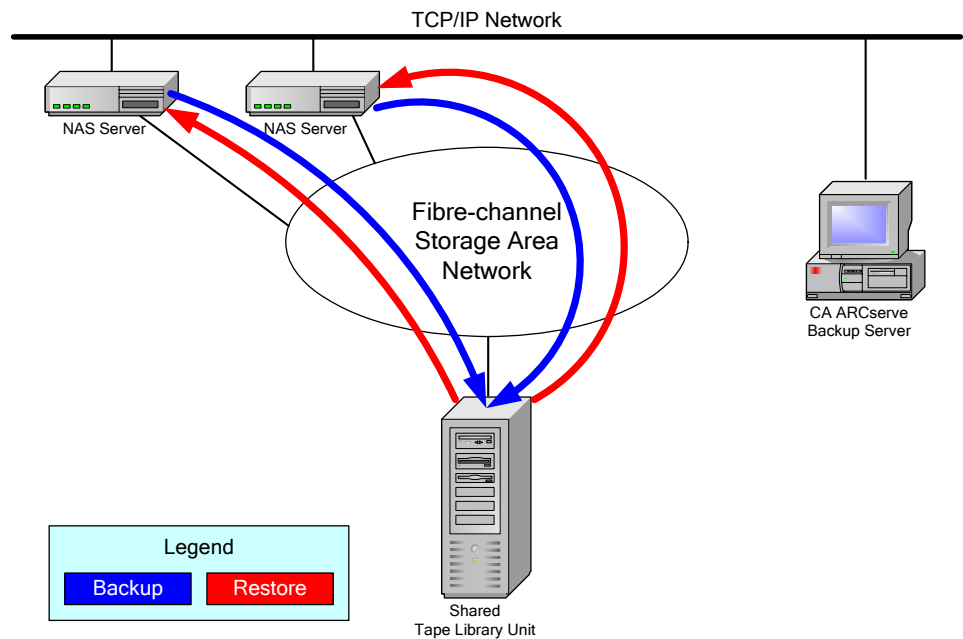 TCP/IP Network
NAS Server
NAS Server
Fibre-channel
Storage Area
Network
CA ARCserve
Backup Server
Legend
Backup
Restore
Shared
Tape Library Unit